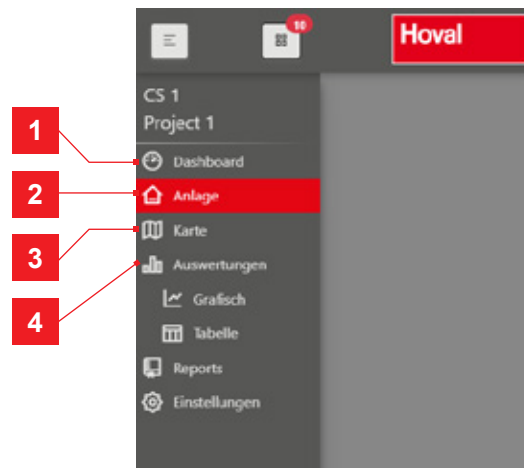 10
Hoval
CS 1
Project 1
1
Dashboard
2
Anlage
3
Karte
4
Auswertungen
Grafisch
Tabelle
Reports
Einstellungen